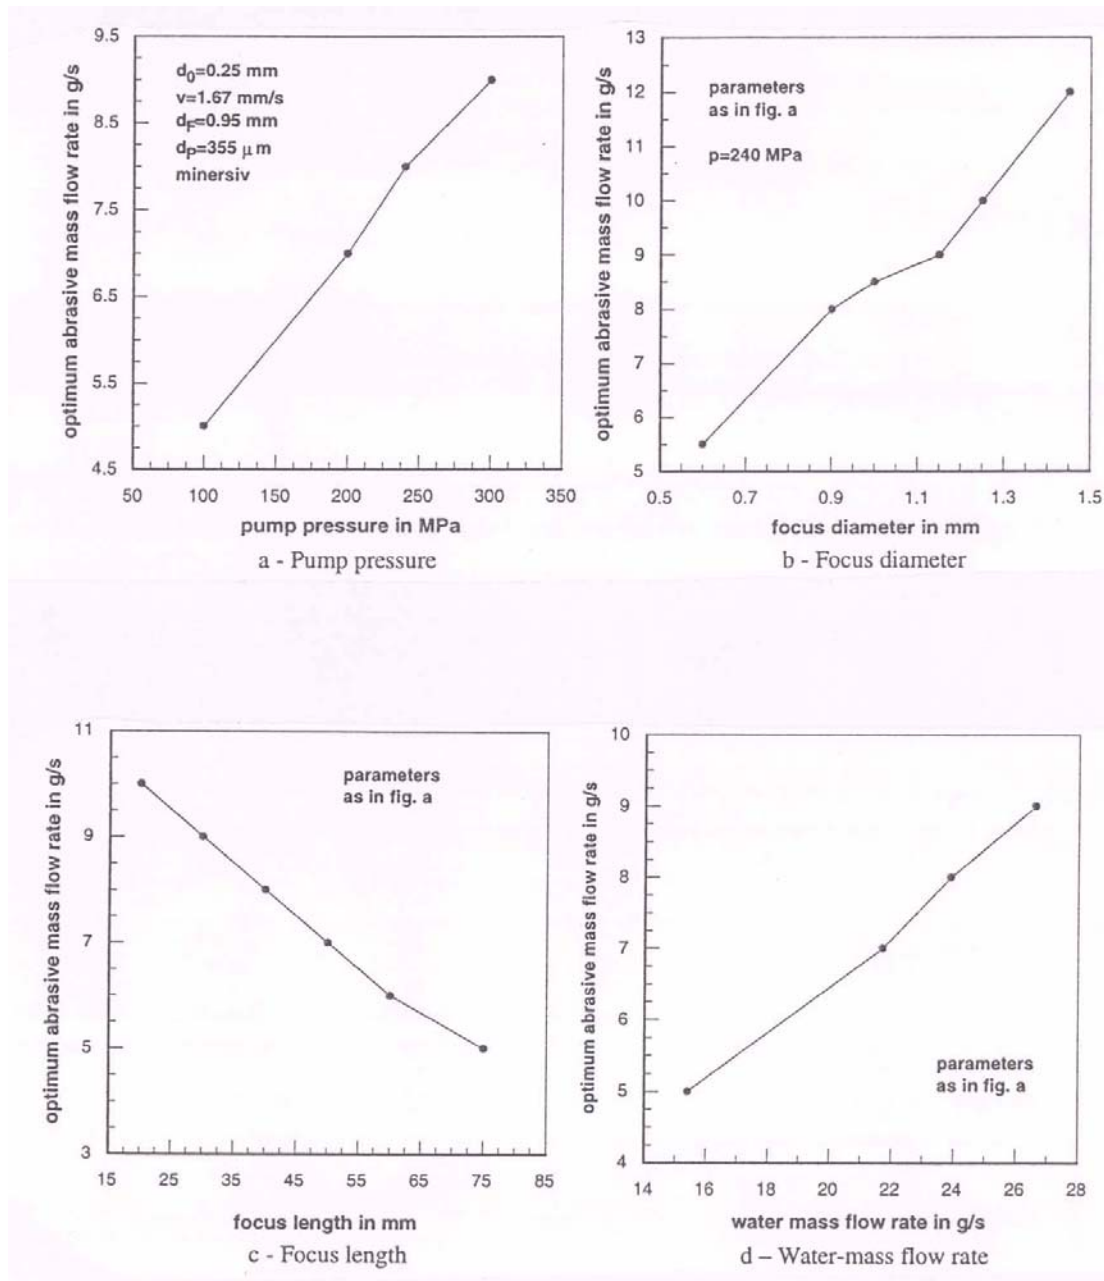 9.5
8.5
7.5
6.5
5.5
4.5
optimum abrasive mass flow rate in g/s
d0=0.25 mm
v=1.67 mm/s
dF=0.95 mm
dP=355 μm
minersiv
50 100 150 200 250 300 350
pump pressure in MPa
a - Pump pressure
13
12
11
10
9
8
7
6
5
optimum abrasive mass flow rate in g/s
parameters
as in fig. a
p=240 MPa
0.5 0.7 0.9 1.1 1.3 1.5
focus diameter in mm
b - Focus diameter
11
9
7
5
3
optimum abrasive mass flow rate in g/s
parameters
as in fig. a
15 25 35 45 55 65 75 85
focus length in mm
c - Focus length
10
9
8
7
6
5
4
optimum abrasive mass flow rate in g/s
parameters
as in fig. a
14 16 18 20 22 24 26 28
water mass flow rate in g/s
d – Water-mass flow rate